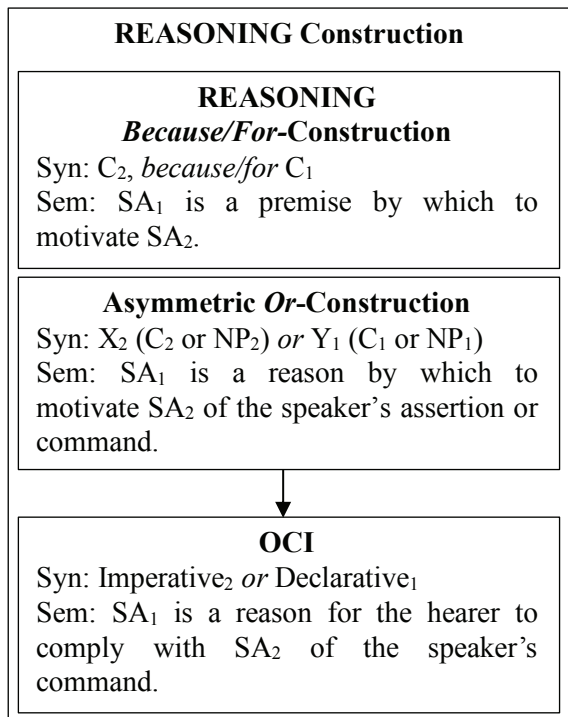 REASONING Construction
REASONING
Because/For-Construction
Syn: C₂, because/for C₁
Sem: SA₁ is a premise by which to
motivate SA₂.
Asymmetric Or-Construction
Syn: X₂ (C₂ or NP₂) or Y₁ (C₁ or NP₁)
Sem: SA₁ is a reason by which to
motivate SA₂ of the speaker’s assertion or
command.
OCI
Syn: Imperative₂ or Declarative₁
Sem: SA₁ is a reason for the hearer to
comply with SA₂ of the speaker’s
command.